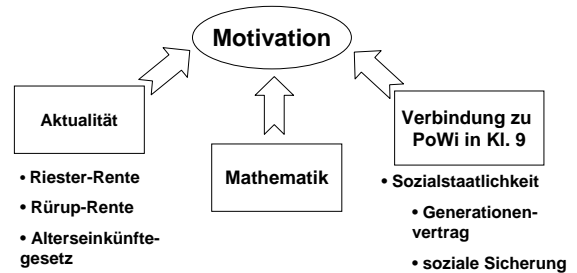 Motivation
Aktualität
• Riester-Rente
• Rürup-Rente
• Alterseinkünfte-
gesetz
Mathematik
Verbindung zu
PoWi in Kl. 9
• Sozialstaatlichkeit
• Generationen-
vertrag
• soziale Sicherung